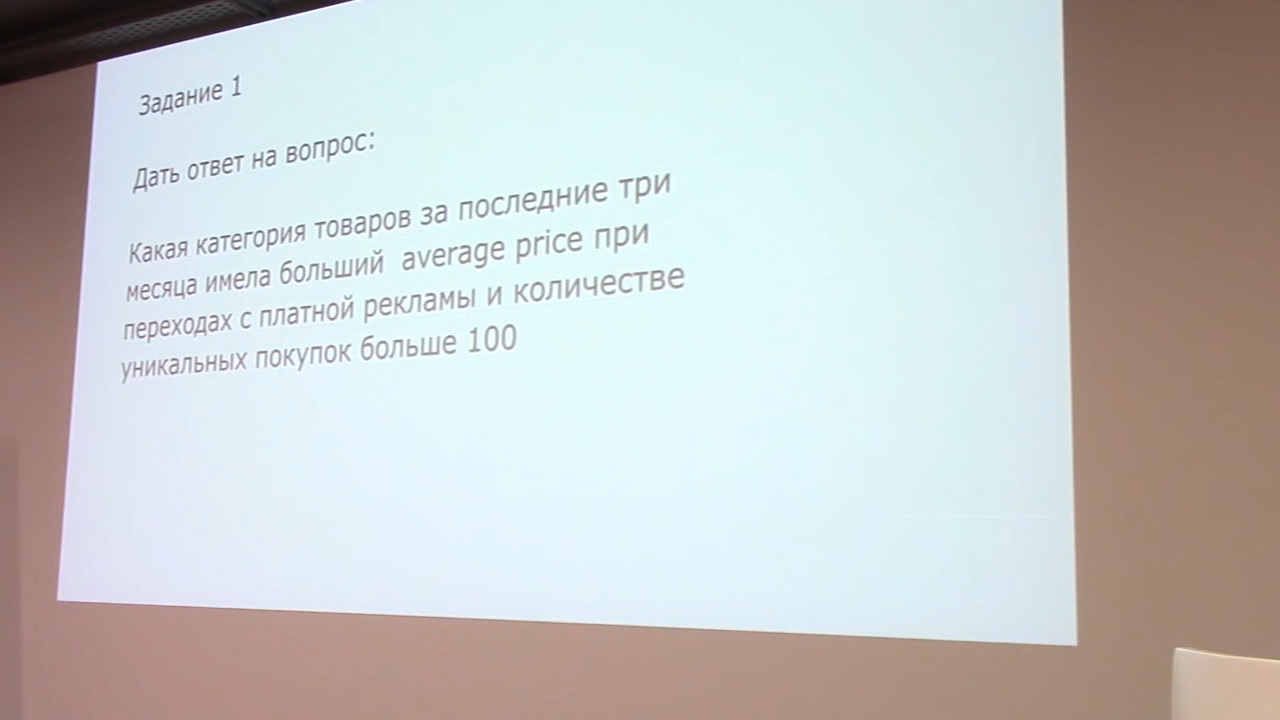 Задание 1
Дать ответ на вопрос:
Какая категория товаров за последние три
месяца имела больший average price при
переходах с платной рекламы и количестве
уникальных покупок больше 100